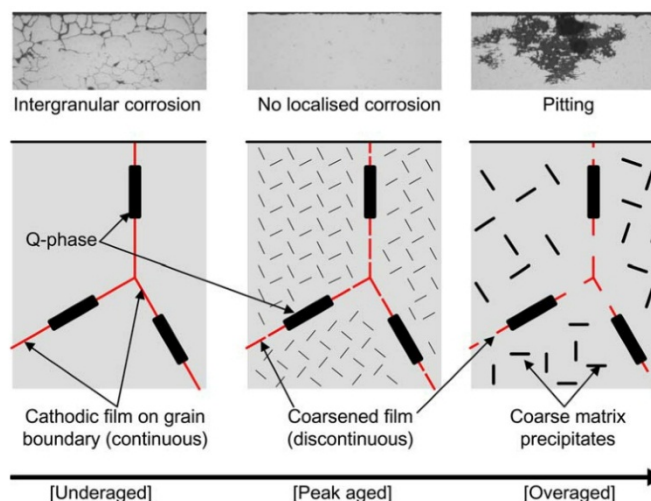 Intergranular corrosion
No localised corrosion
Pitting
Q-phase
Cathodic film on grain
boundary (continuous)
Coarsened film
(discontinuous)
Coarse matrix
precipitates
[Underaged]
[Peak aged]
[Overaged]